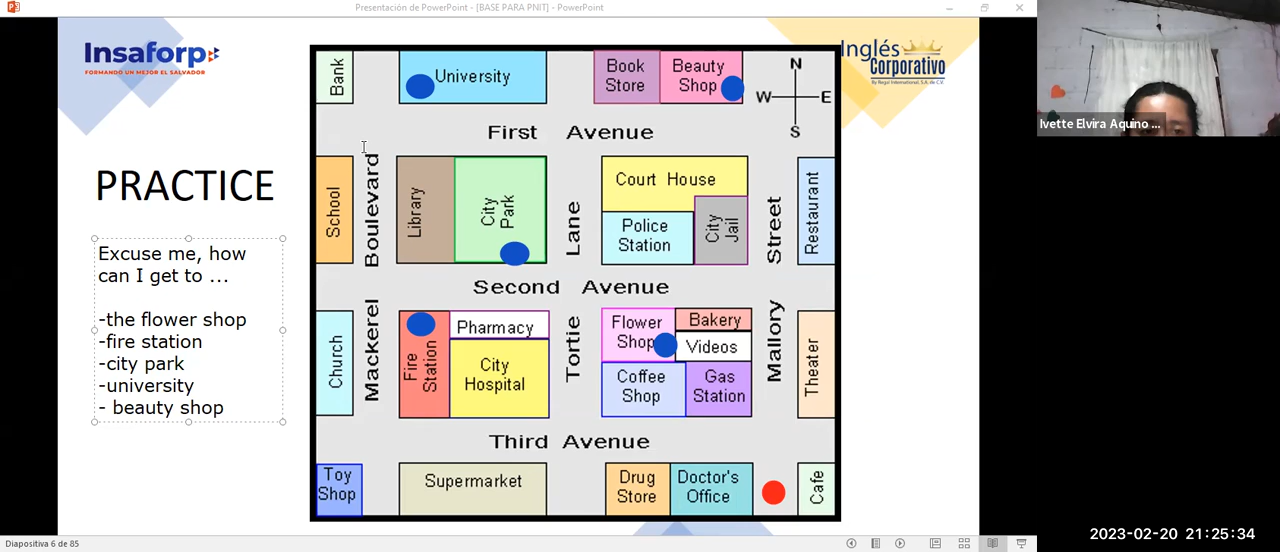 Presentación de PowerPoint - [BASE PARA PNIT] - PowerPoint
Insaforp
FORMANDO UN MEJOR EL SALVADOR
Inglés
Corporativo
By Regal International, S.A. de C.V.
Ivette Elvira Aquino ...
PRACTICE
Excuse me, how
can I get to ...
-the flower shop
-fire station
-city park
-university
- beauty shop
Bank
University
Book
Store
Beauty
Shop
N
W
E
S
First Avenue
School
Mackerel Boulevard
Library
City
Park
Tortie Lane
Court House
Police
Station
City
Jail
Mallory Street
Restaurant
Second Avenue
Church
Fire
Station
Pharmacy
City
Hospital
Flower
Shop
Bakery
Videos
Coffee
Shop
Gas
Station
Theater
Third Avenue
Toy
Shop
Supermarket
Drug
Store
Doctor's
Office
Cafe
Diapositiva 6 de 85
2023-02-20 21:25:34